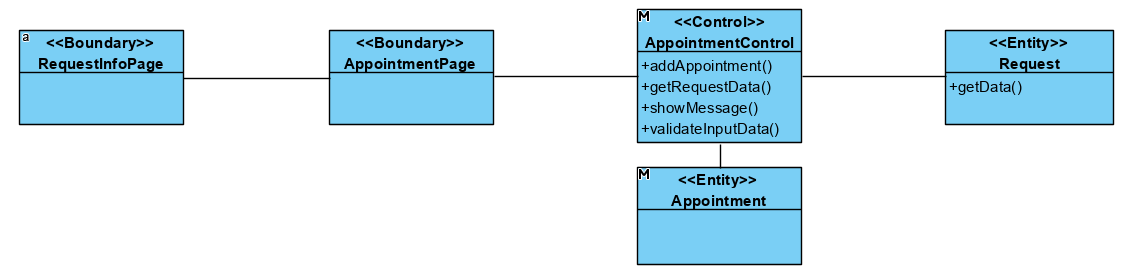 a
<<Boundary>>
RequestInfoPage
<<Boundary>>
AppointmentPage
M
<<Control>>
AppointmentControl
+addAppointment()
+getRequestData()
+showMessage()
+validateInputData()
<<Entity>>
Request
+getData()
M
<<Entity>>
Appointment